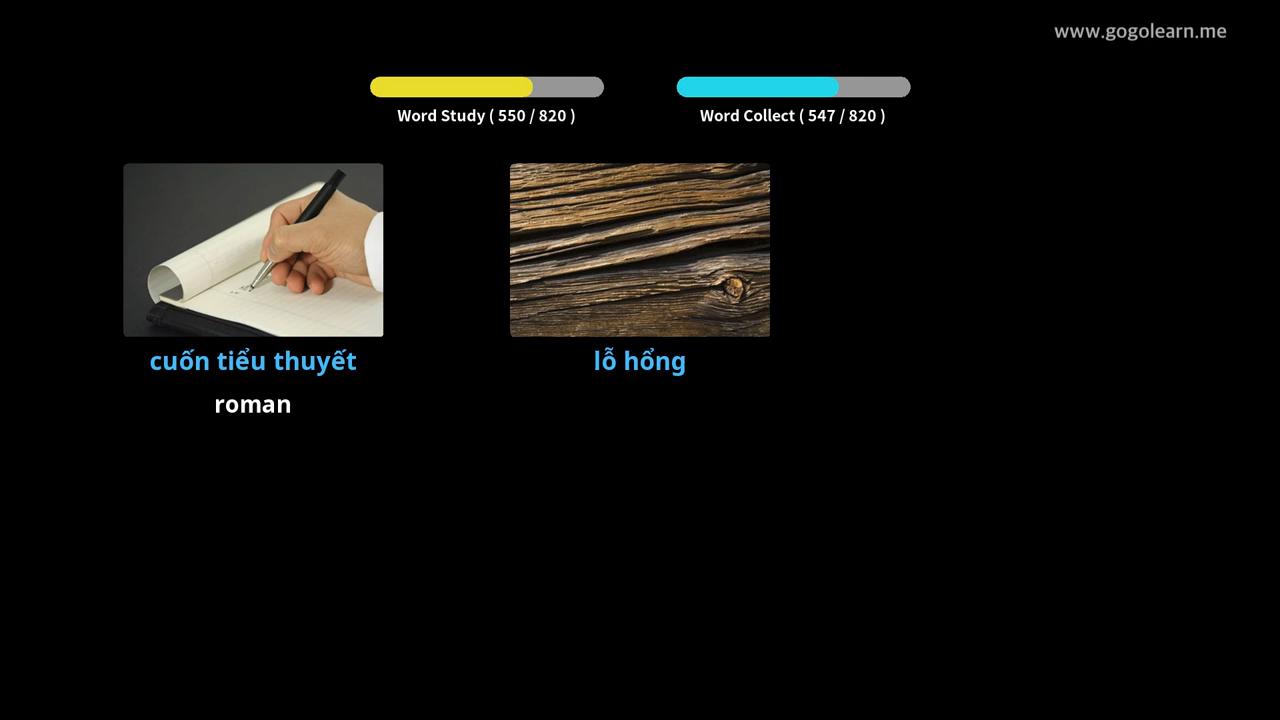 www.gogolearn.me
Word Study ( 550 / 820 )
Word Collect ( 547 / 820 )
cuốn tiểu thuyết
roman
lỗ hổng